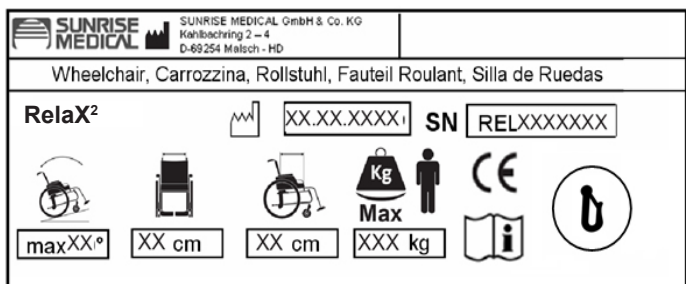 SUNRISE
MEDICAL
SUNRISE MEDICAL GmbH & Co. KG
Kahlbachring 2 – 4
D-69254 Malsch - HD
Wheelchair, Carrozzina, Rollstuhl, Fauteil Roulant, Silla de Ruedas
RelaX²
XX.XX.XXXX
SN
RELXXXXXXX
Kg
Max
CE
i
maxXX°
XX cm
XX cm
XXX kg